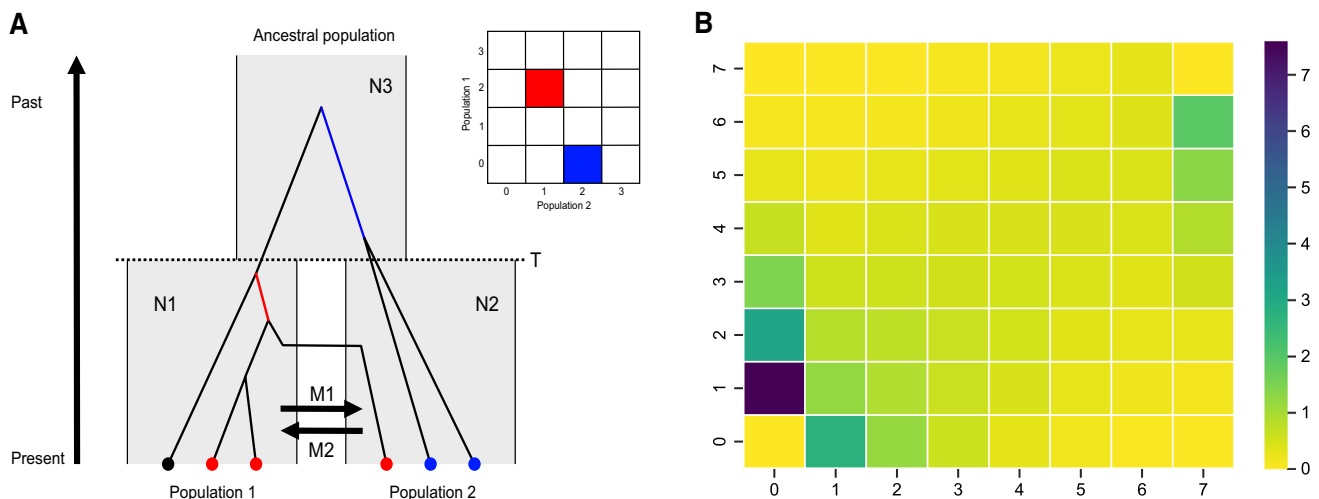 A
Ancestral population
N3
Past
3
2
1
0
Population 1
0 1 2 3
Population 2
T
N1
N2
M1
M2
Present
Population 1
Population 2
B
7
6
5
4
3
2
1
0
0 1 2 3 4 5 6 7
7
6
5
4
3
2
1
0